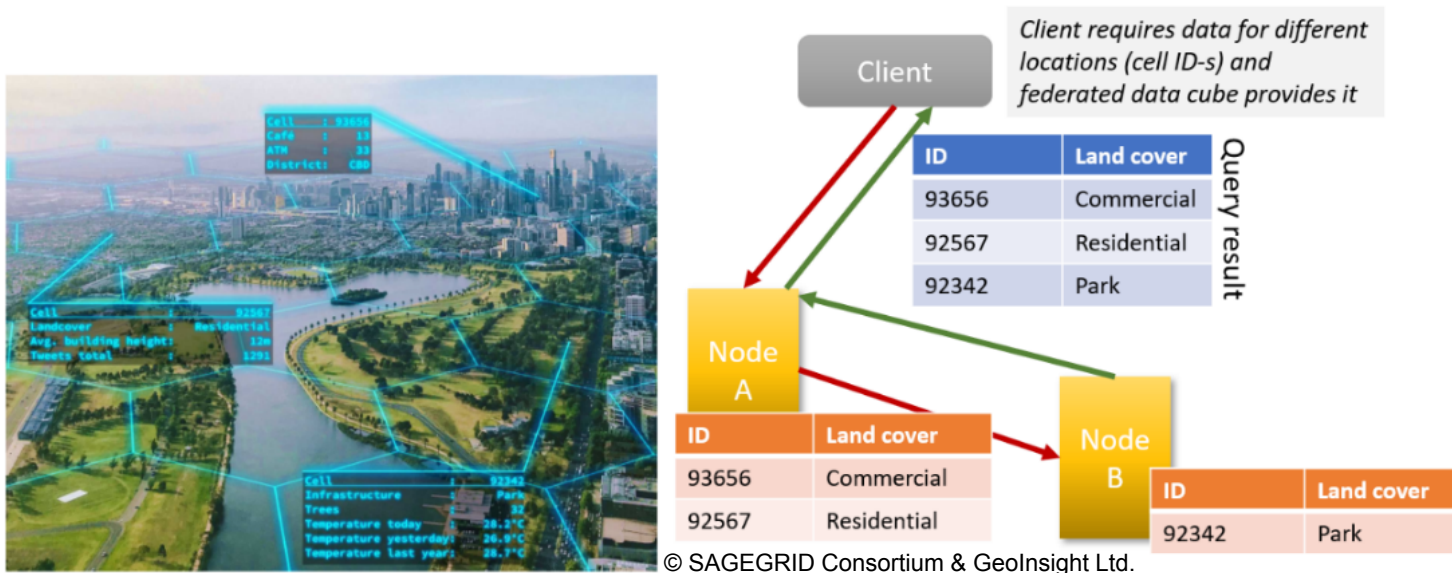 Cell : 93656
Café : 13
ATM : 33
District: CBD
Cell : 92567
Landcover : Residential
Avg. building height: 12m
Tweets total : 1291
Cell : 92342
Infrastructure : Park
Trees : 32
Temperature today : 28.2°C
Temperature yesterday: 26.9°C
Temperature last year: 28.7°C
Client
Client requires data for different
locations (cell ID-s) and
federated data cube provides it
ID Land cover
93656 Commercial
92567 Residential
92342 Park
Query result
Node
A
ID Land cover
93656 Commercial
92567 Residential
Node
B
ID Land cover
92342 Park
© SAGEGRID Consortium & GeoInsight Ltd.